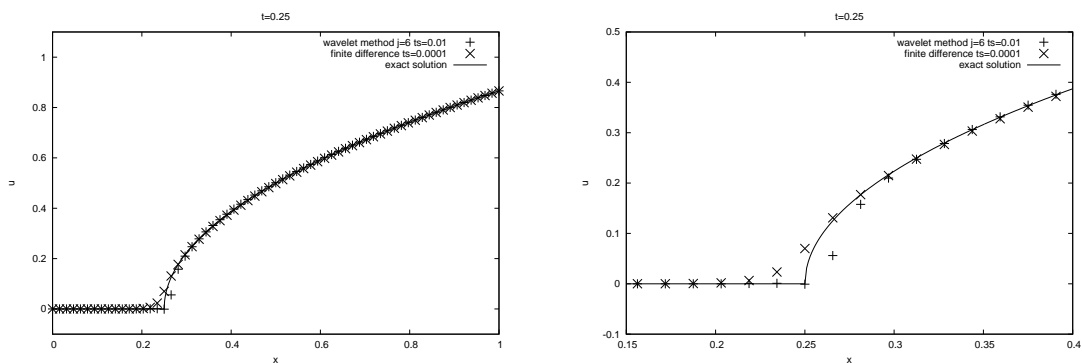 t=0.25
wavelet method j=6 ts=0.01
finite difference ts=0.0001
exact solution
1
0.8
0.6
0.4
0.2
0
u
0 0.2 0.4 0.6 0.8 1
x
t=0.25
wavelet method j=6 ts=0.01
finite difference ts=0.0001
exact solution
0.5
0.4
0.3
0.2
0.1
0
-0.1
u
0.15 0.2 0.25 0.3 0.35 0.4
x